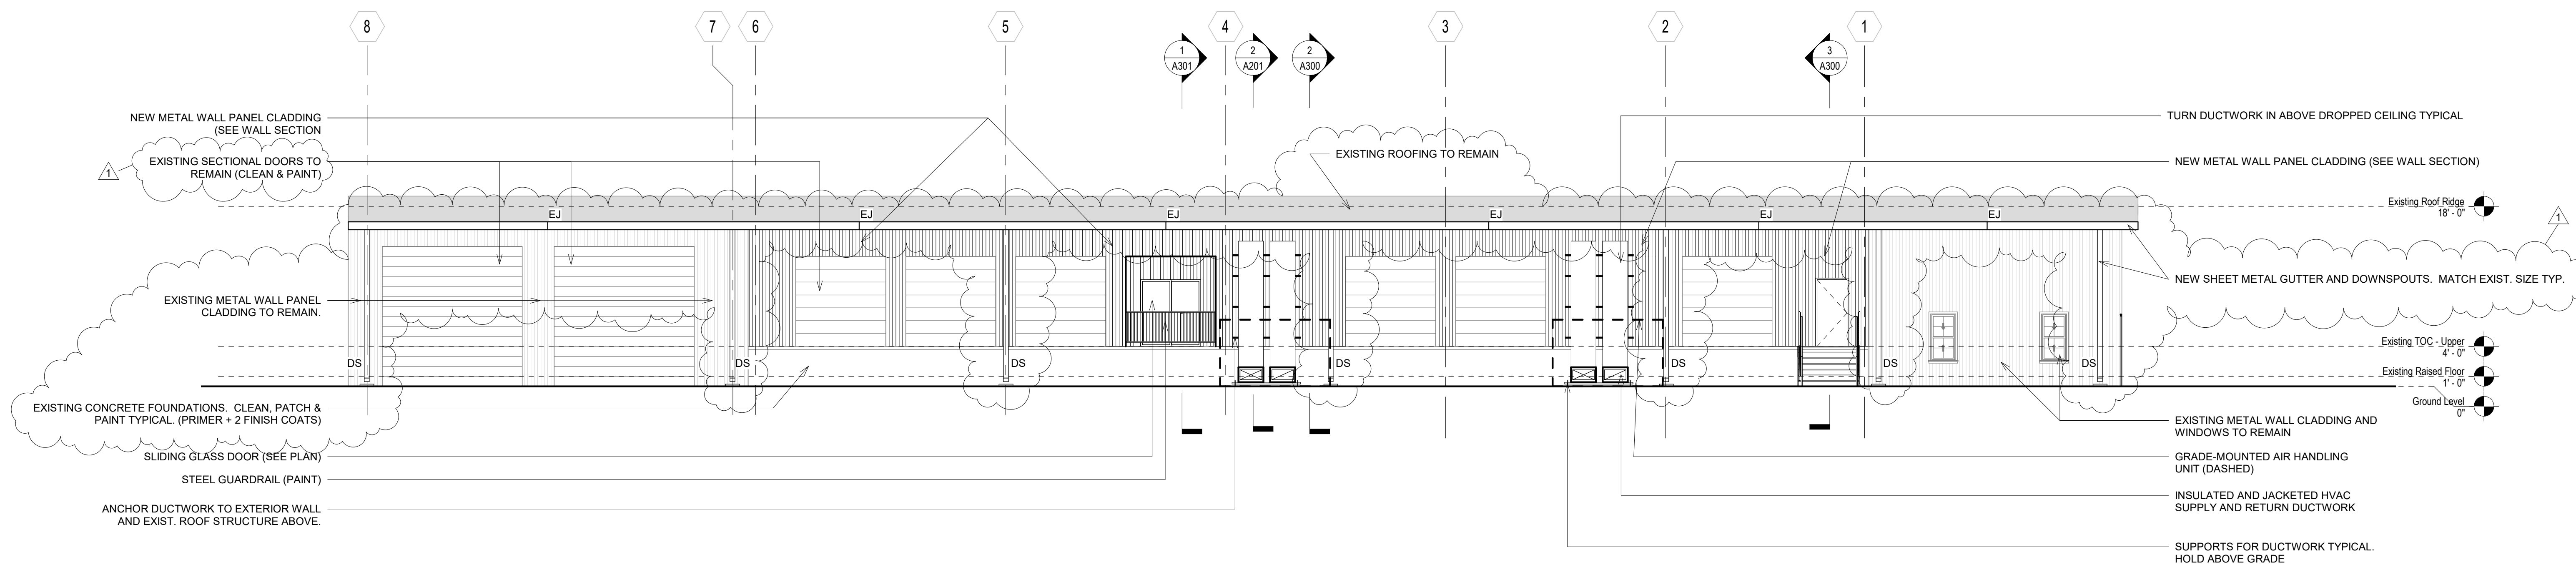 8
7
6
5
4
3
2
1
1
A301
2
A201
2
A300
3
A300
NEW METAL WALL PANEL CLADDING
(SEE WALL SECTION
EXISTING SECTIONAL DOORS TO
REMAIN (CLEAN & PAINT)
1
EXISTING ROOFING TO REMAIN
TURN DUCTWORK IN ABOVE DROPPED CEILING TYPICAL
NEW METAL WALL PANEL CLADDING (SEE WALL SECTION)
Existing Roof Ridge
18' - 0"
1
EJ
EJ
EJ
EJ
EJ
EJ
NEW SHEET METAL GUTTER AND DOWNSPOUTS.  MATCH EXIST. SIZE TYP.
EXISTING METAL WALL PANEL
CLADDING TO REMAIN.
Existing TOC - Upper
4' - 0"
DS
DS
DS
DS
DS
DS
DS
Existing Raised Floor
1' - 0"
Ground Level
0"
EXISTING CONCRETE FOUNDATIONS.  CLEAN, PATCH &
PAINT TYPICAL. (PRIMER + 2 FINISH COATS)
EXISTING METAL WALL CLADDING AND
WINDOWS TO REMAIN
SLIDING GLASS DOOR (SEE PLAN)
GRADE-MOUNTED AIR HANDLING
UNIT (DASHED)
STEEL GUARDRAIL (PAINT)
INSULATED AND JACKETED HVAC
SUPPLY AND RETURN DUCTWORK
ANCHOR DUCTWORK TO EXTERIOR WALL
AND EXIST. ROOF STRUCTURE ABOVE.
SUPPORTS FOR DUCTWORK TYPICAL.
HOLD ABOVE GRADE